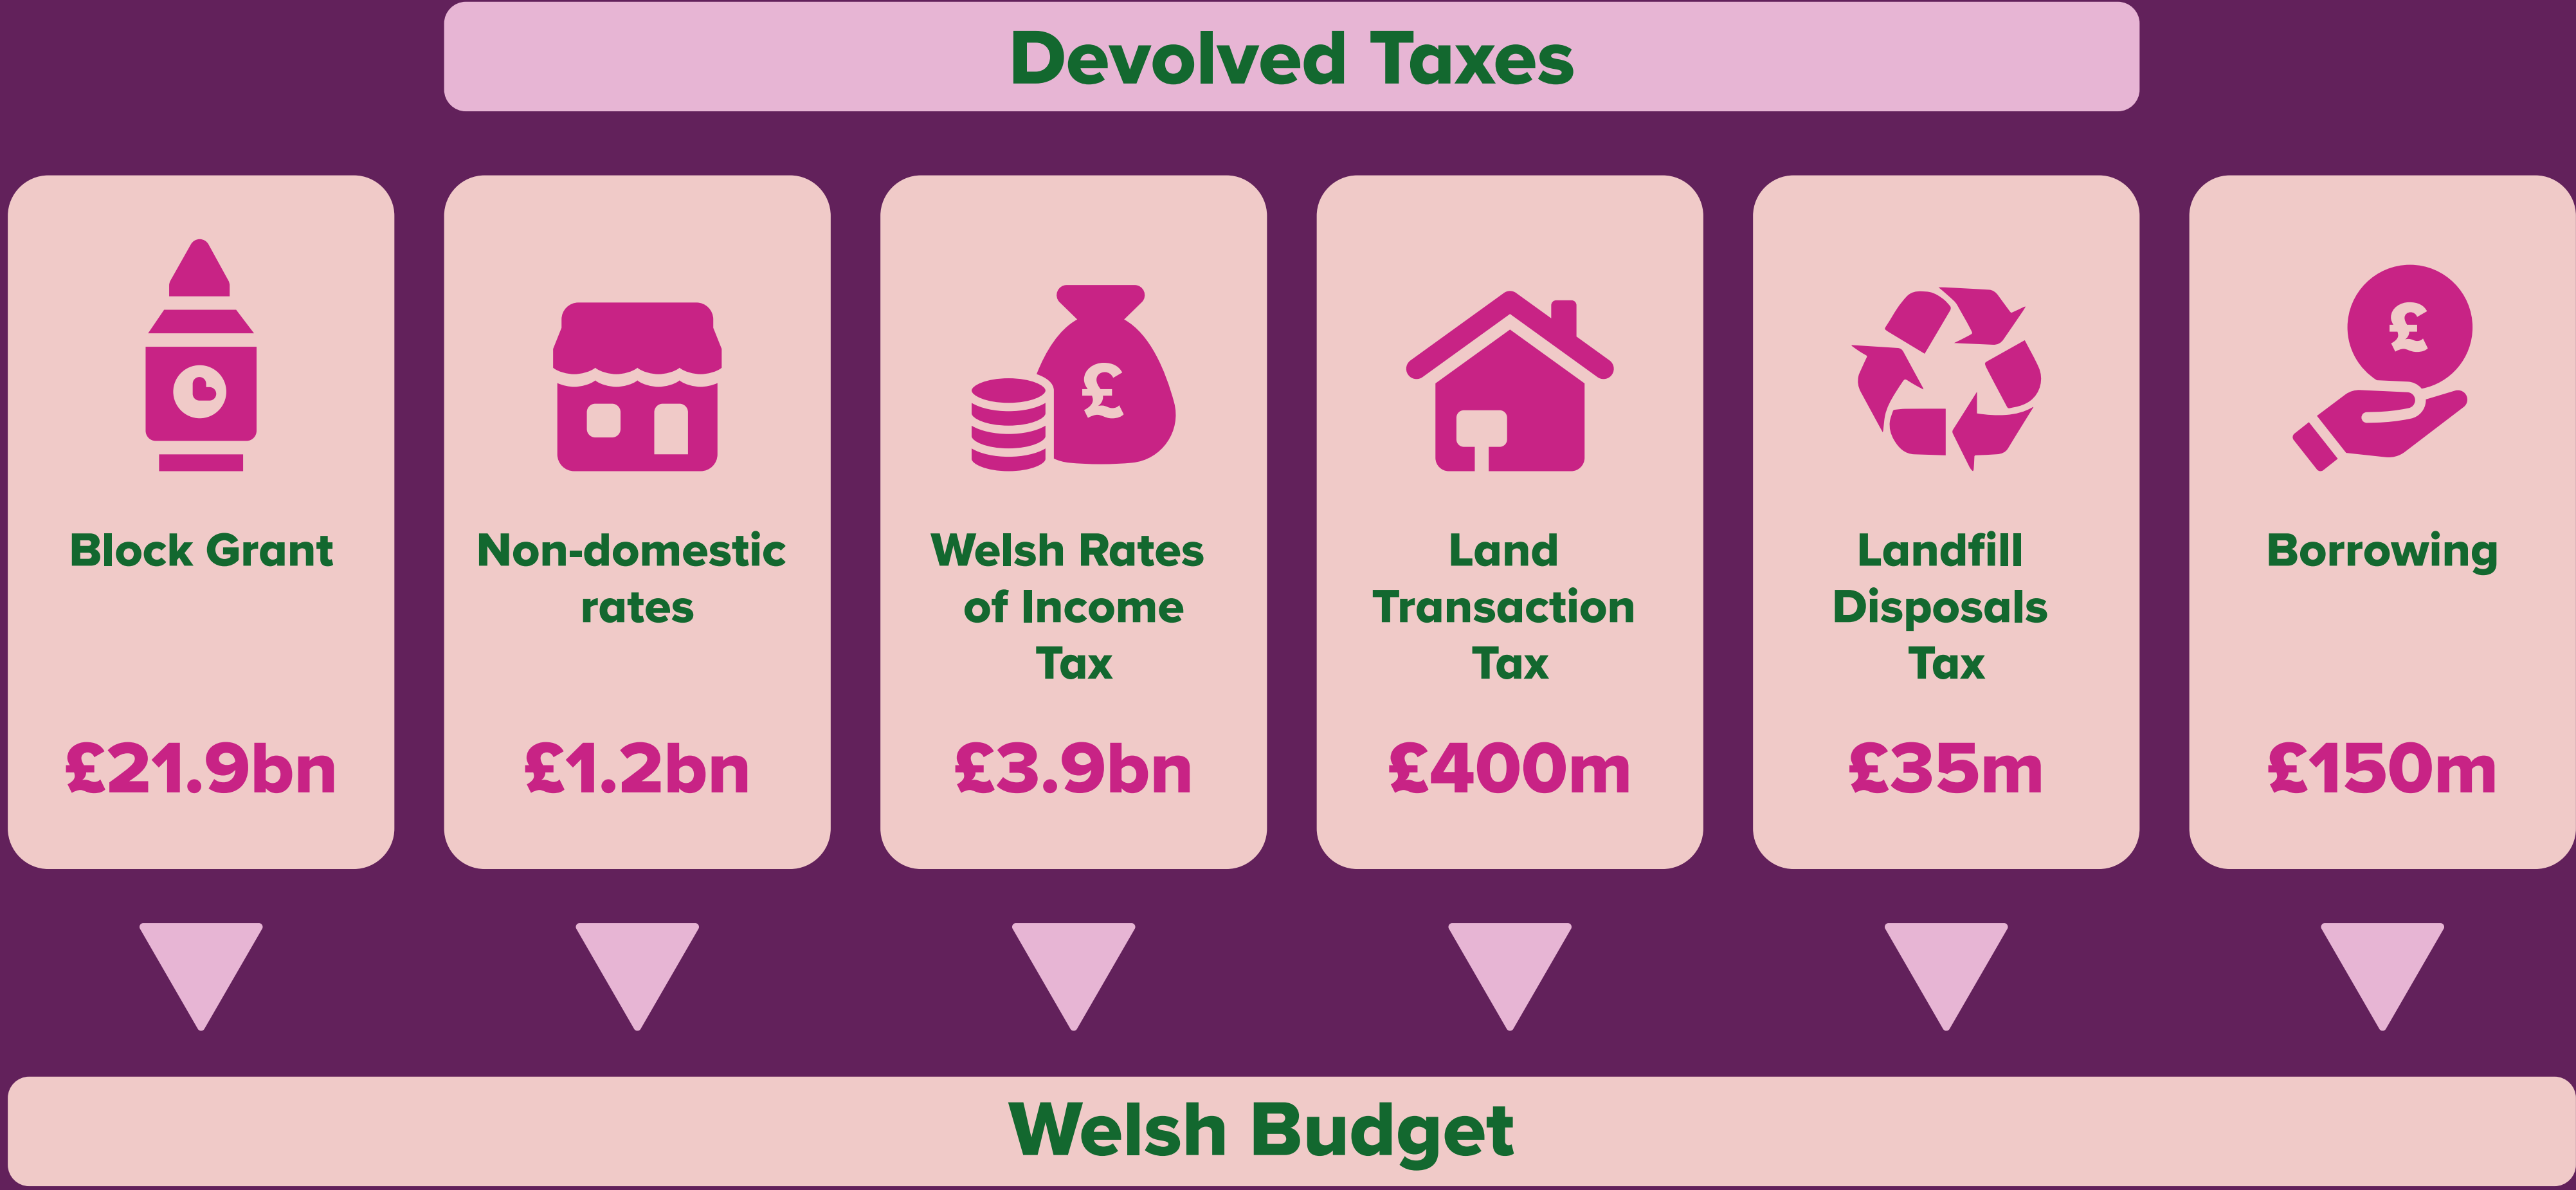 Devolved Taxes
Block Grant
£21.9bn
Non-domestic
rates
£1.2bn
Welsh Rates
of Income
Tax
£
£3.9bn
Land
Transaction
Tax
£400m
Landfill
Disposals
Tax
£35m
£
Borrowing
£150m
Welsh Budget